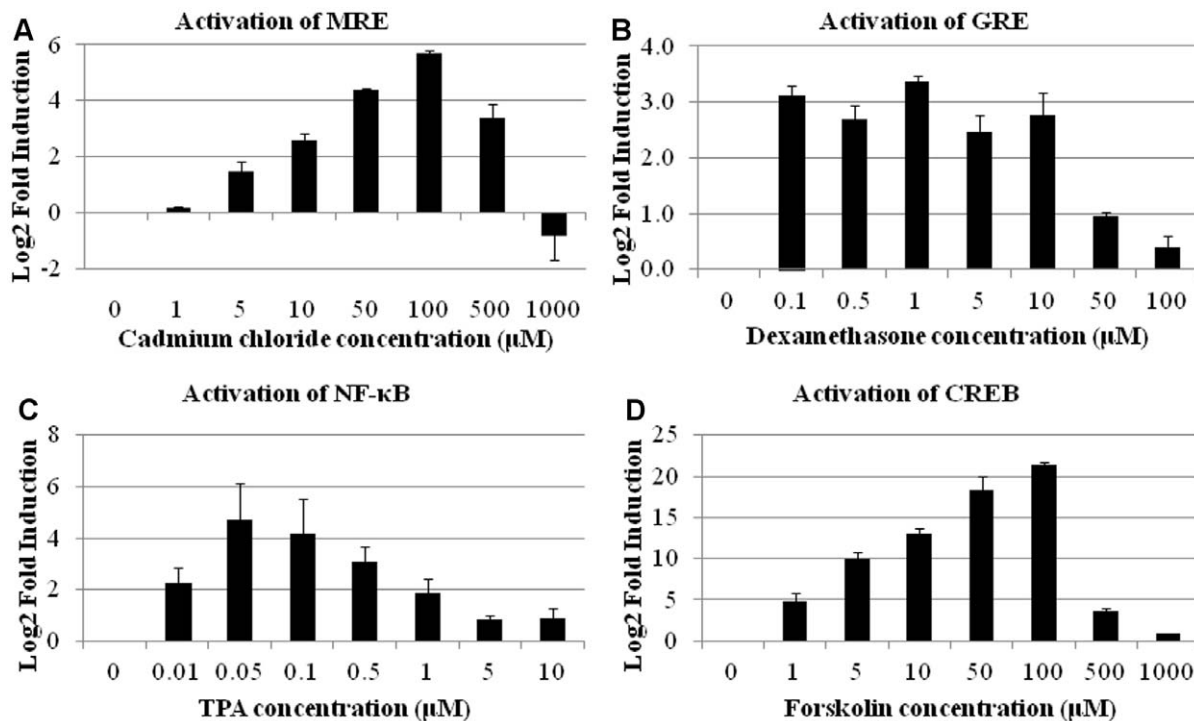 A
Activation of MRE
Log2 Fold Induction
6
4
2
0
-2
0 1 5 10 50 100 500 1000
Cadmium chloride concentration (μM)
B
Activation of GRE
Log2 Fold Induction
4.0
3.0
2.0
1.0
0.0
0 0.1 0.5 1 5 10 50 100
Dexamethasone concentration (μM)
C
Activation of NF-κB
Log2 Fold Induction
8
6
4
2
0
0 0.01 0.05 0.1 0.5 1 5 10
TPA concentration (μM)
D
Activation of CREB
Log2 Fold Induction
25
20
15
10
5
0
0 1 5 10 50 100 500 1000
Forskolin concentration (μM)